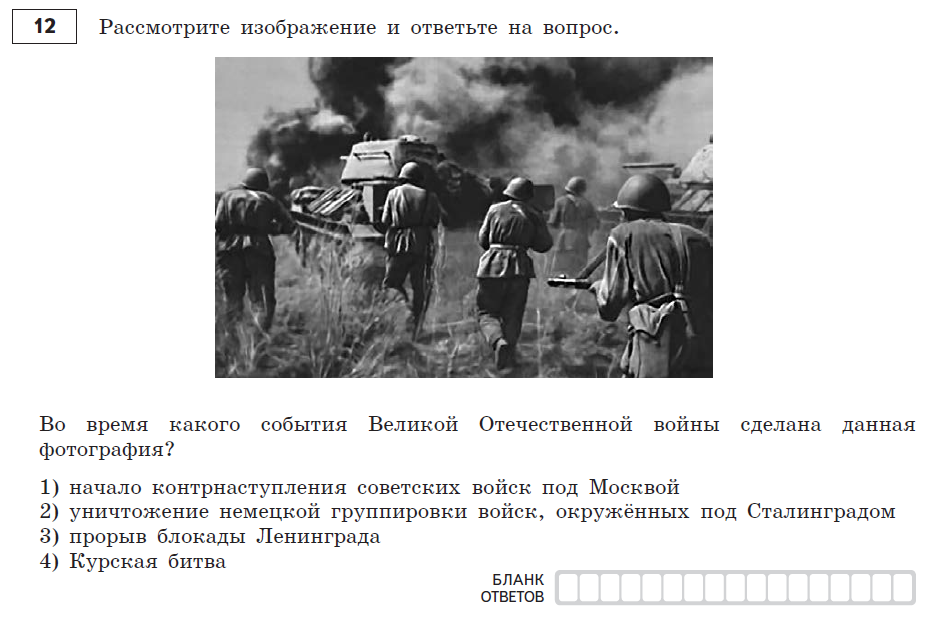 12 Рассмотрите изображение и ответьте на вопрос.
Во время какого события Великой Отечественной войны сделана данная
фотография?
1) начало контрнаступления советских войск под Москвой
2) уничтожение немецкой группировки войск, окружённых под Сталинградом
3) прорыв блокады Ленинграда
4) Курская битва
БЛАНК
ОТВЕТОВ